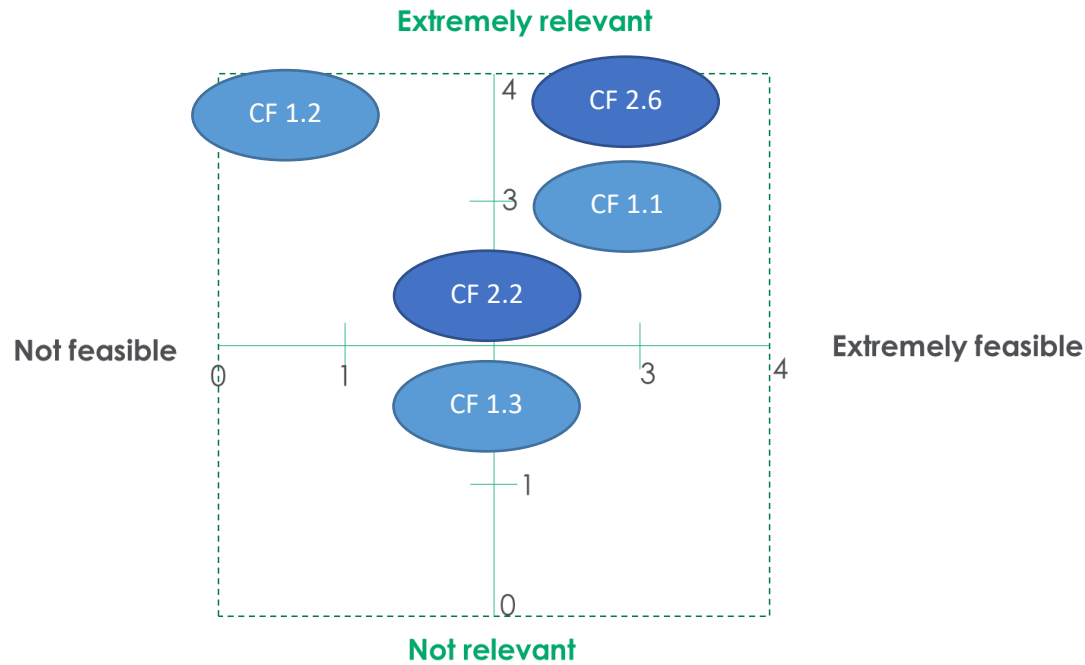 Extremely relevant
4
CF 2.6
CF 1.2
3
CF 1.1
CF 2.2
Not feasible
Extremely feasible
0
1
3
4
CF 1.3
1
0
Not relevant